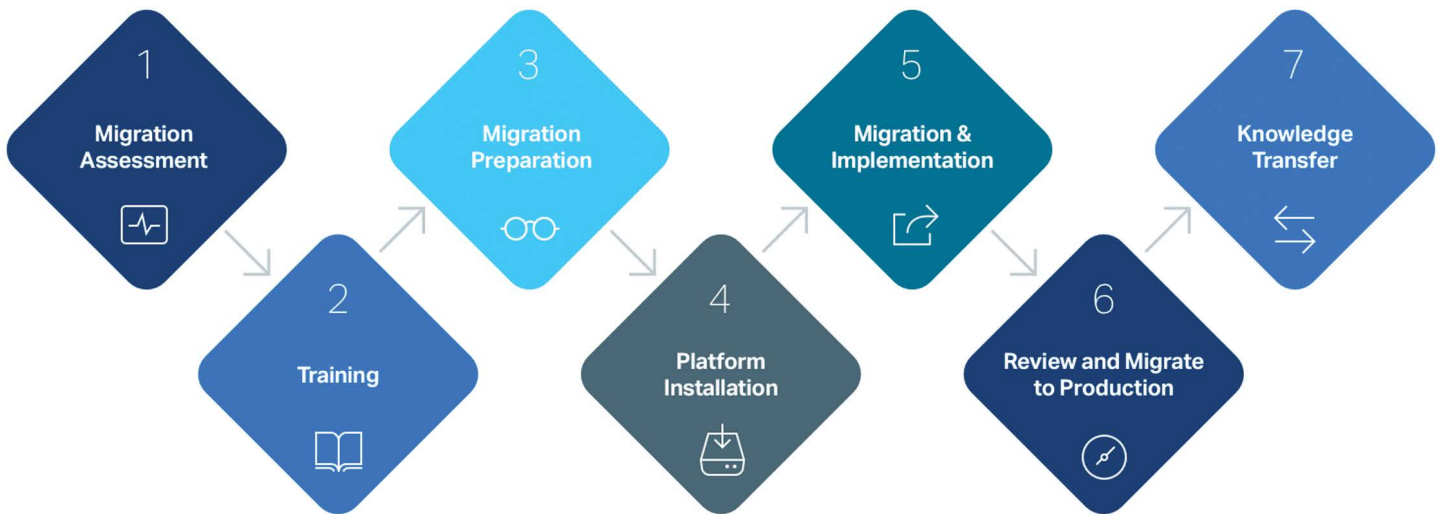 1
Migration
Assessment
2
Training
3
Migration
Preparation
4
Platform
Installation
5
Migration &
Implementation
6
Review and Migrate
to Production
7
Knowledge
Transfer